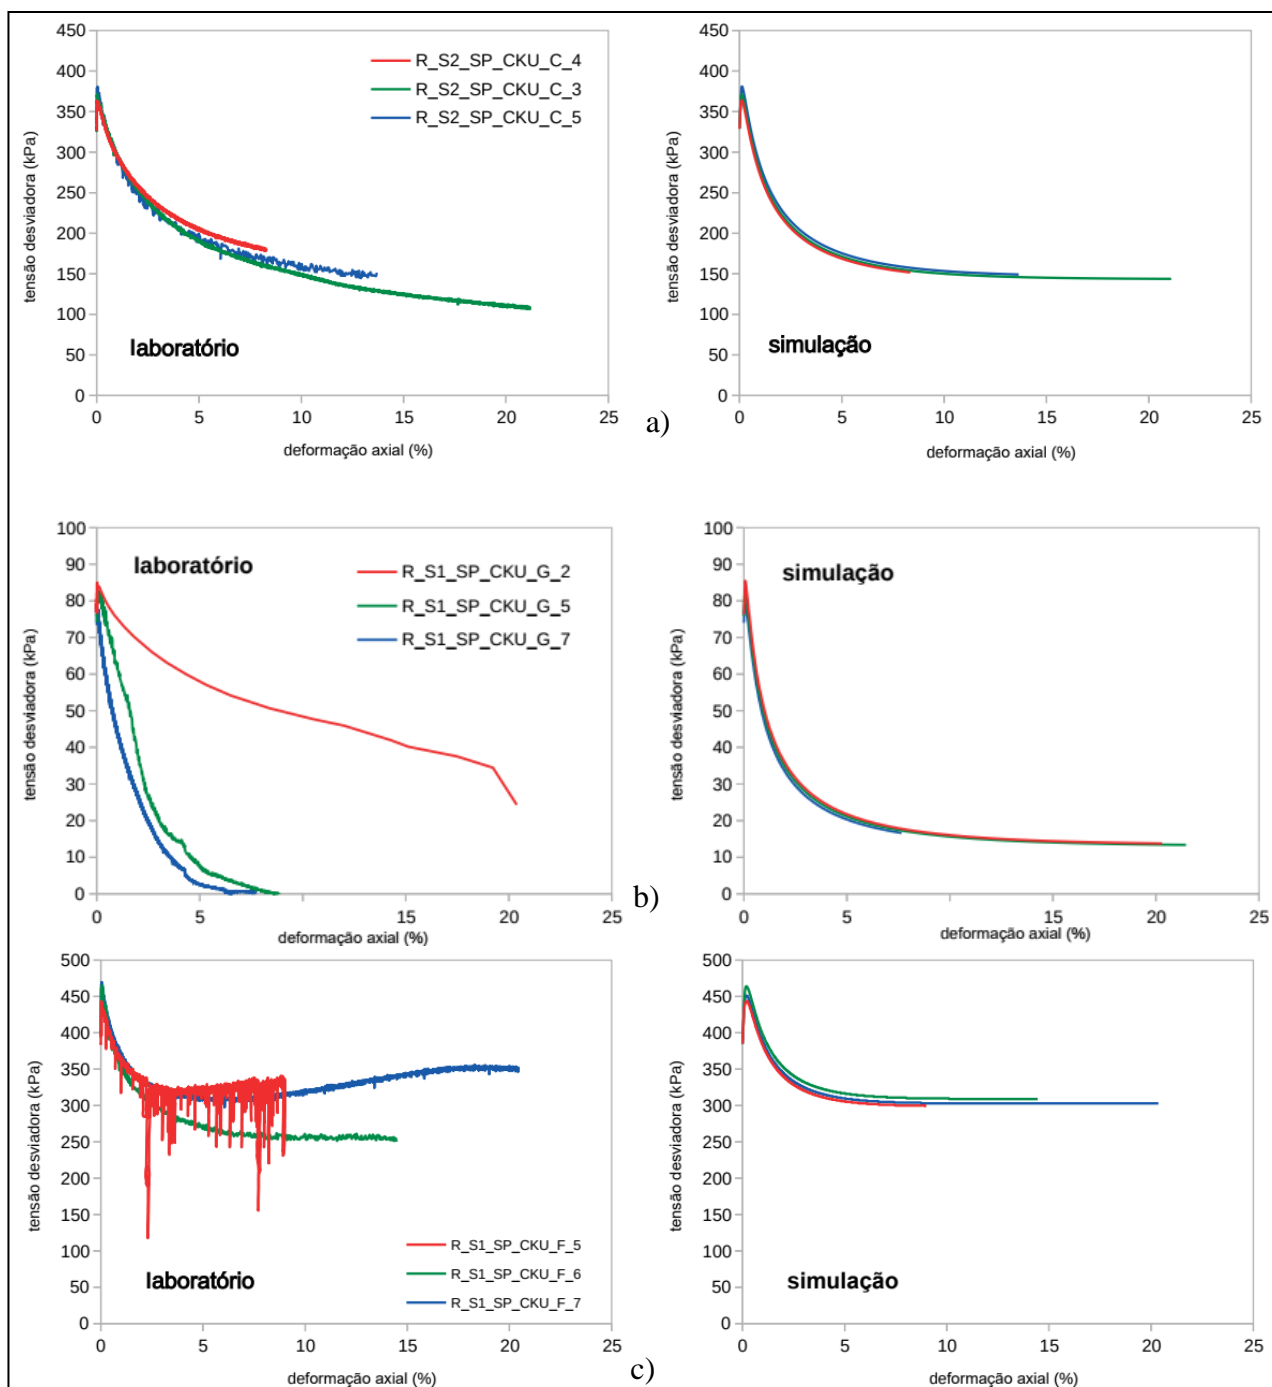 450
400
350
300
250
200
150
100
50
0
tensão desviadora (kPa)
R_S2_SP_CKU_C_4
R_S2_SP_CKU_C_3
R_S2_SP_CKU_C_5
laboratório
0 5 10 15 20 25
deformação axial (%)
450
400
350
300
250
200
150
100
50
0
tensão desviadora (kPa)
simulação
0 5 10 15 20 25
deformação axial (%)
a)
100
90
80
70
60
50
40
30
20
10
0
tensão desviadora (kPa)
laboratório
R_S1_SP_CKU_G_2
R_S1_SP_CKU_G_5
R_S1_SP_CKU_G_7
0 5 10 15 20 25
deformação axial (%)
100
90
80
70
60
50
40
30
20
10
0
tensão desviadora (kPa)
simulação
0 5 10 15 20 25
deformação axial (%)
b)
500
450
400
350
300
250
200
150
100
50
0
tensão desviadora (kPa)
R_S1_SP_CKU_F_5
R_S1_SP_CKU_F_6
R_S1_SP_CKU_F_7
laboratório
0 5 10 15 20 25
deformação axial (%)
500
450
400
350
300
250
200
150
100
50
0
tensão desviadora (kPa)
simulação
0 5 10 15 20 25
deformação axial (%)
c)